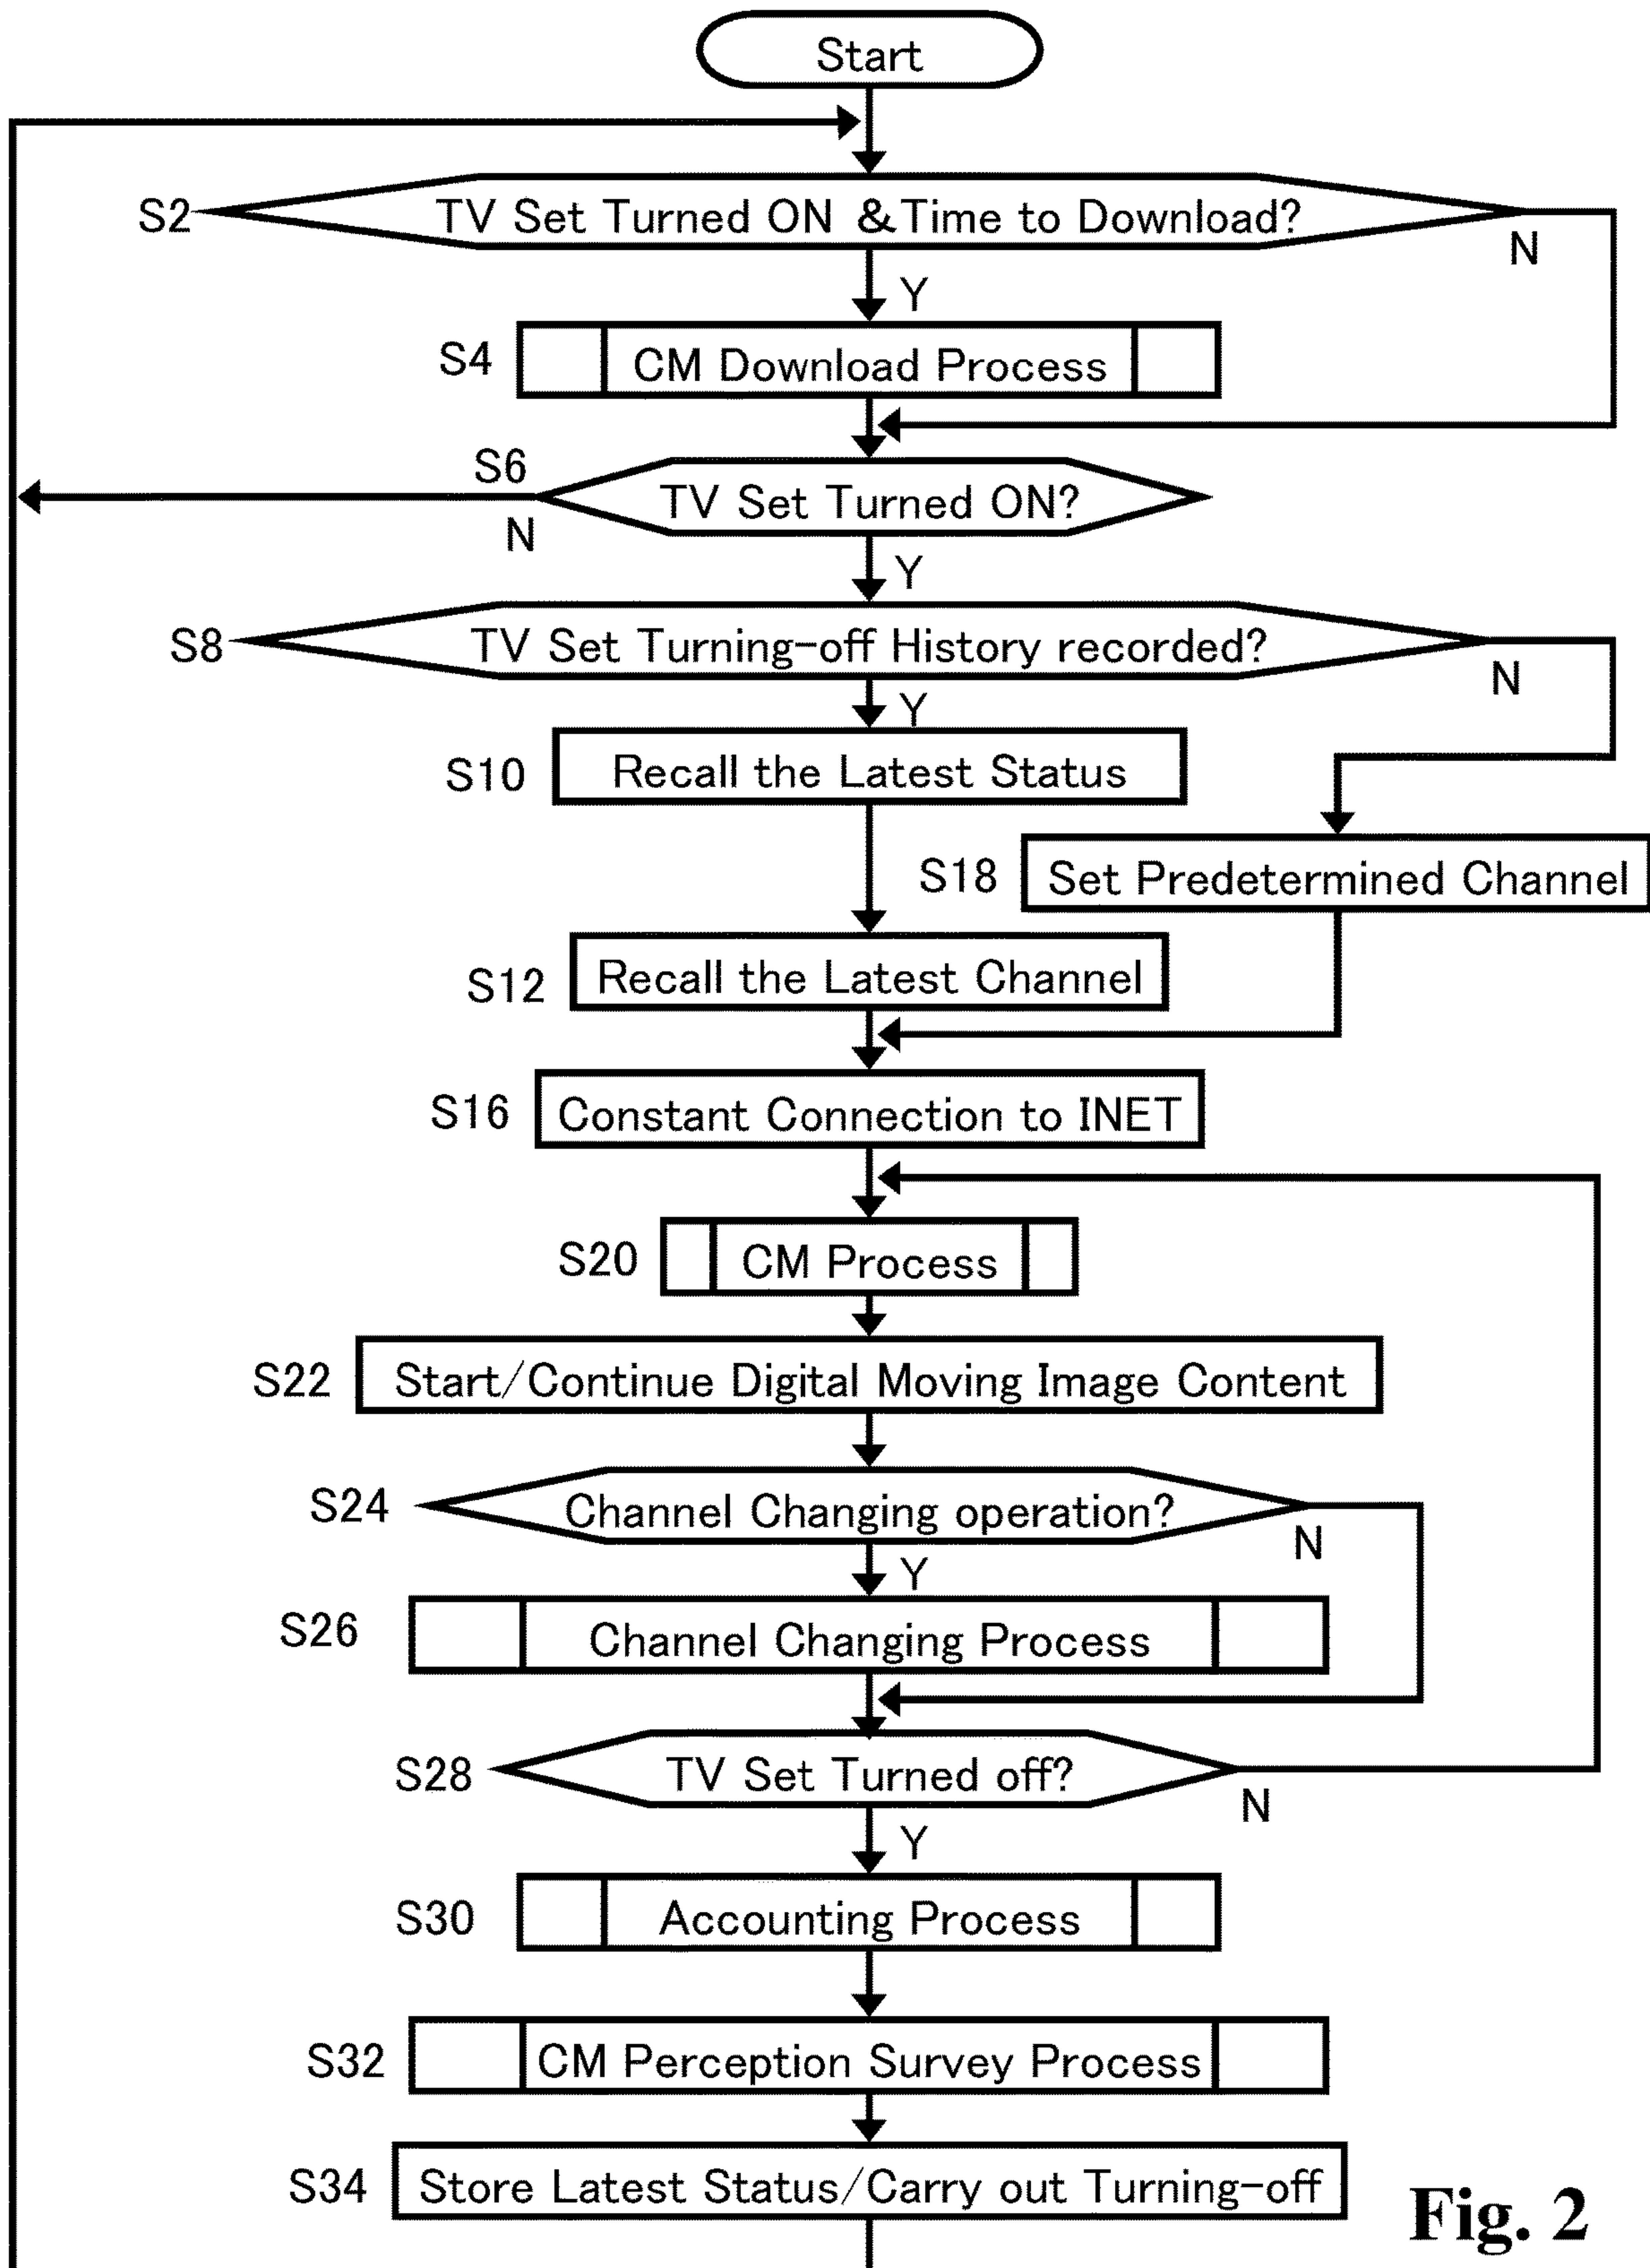 Start
S2
TV Set Turned ON &Time to Download?
N
Y
S4
CM Download Process
S6
TV Set Turned ON?
N
Y
S8
TV Set Turning-off History recorded?
N
Y
S10
Recall the Latest Status
S18
Set Predetermined Channel
S12
Recall the Latest Channel
S16
Constant Connection to INET
S20
CM Process
S22
Start/Continue Digital Moving Image Content
S24
Channel Changing operation?
N
Y
S26
Channel Changing Process
S28
TV Set Turned off?
N
Y
S30
Accounting Process
S32
CM Perception Survey Process
S34
Store Latest Status/Carry out Turning-off
Fig. 2